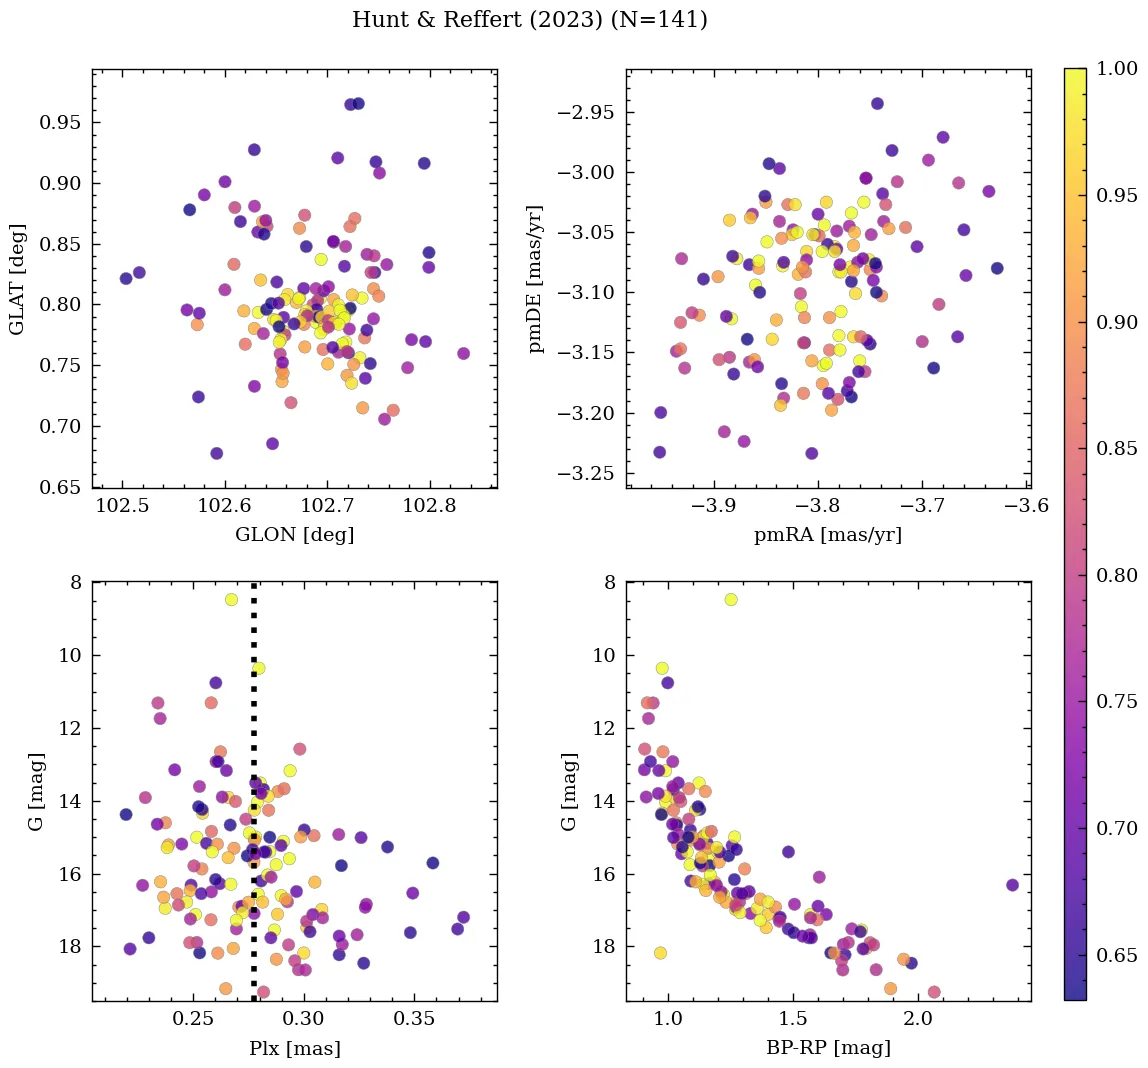 Hunt & Reffert (2023) (N=141)
GLAT [deg]
0.95
0.90
0.85
0.80
0.75
0.70
0.65
102.5 102.6 102.7 102.8
GLON [deg]
pmDE [mas/yr]
−2.95
−3.00
−3.05
−3.10
−3.15
−3.20
−3.25
−3.9 −3.8 −3.7 −3.6
pmRA [mas/yr]
G [mag]
8
10
12
14
16
18
0.25 0.30 0.35
Plx [mas]
G [mag]
8
10
12
14
16
18
1.0 1.5 2.0
BP-RP [mag]
1.00
0.95
0.90
0.85
0.80
0.75
0.70
0.65